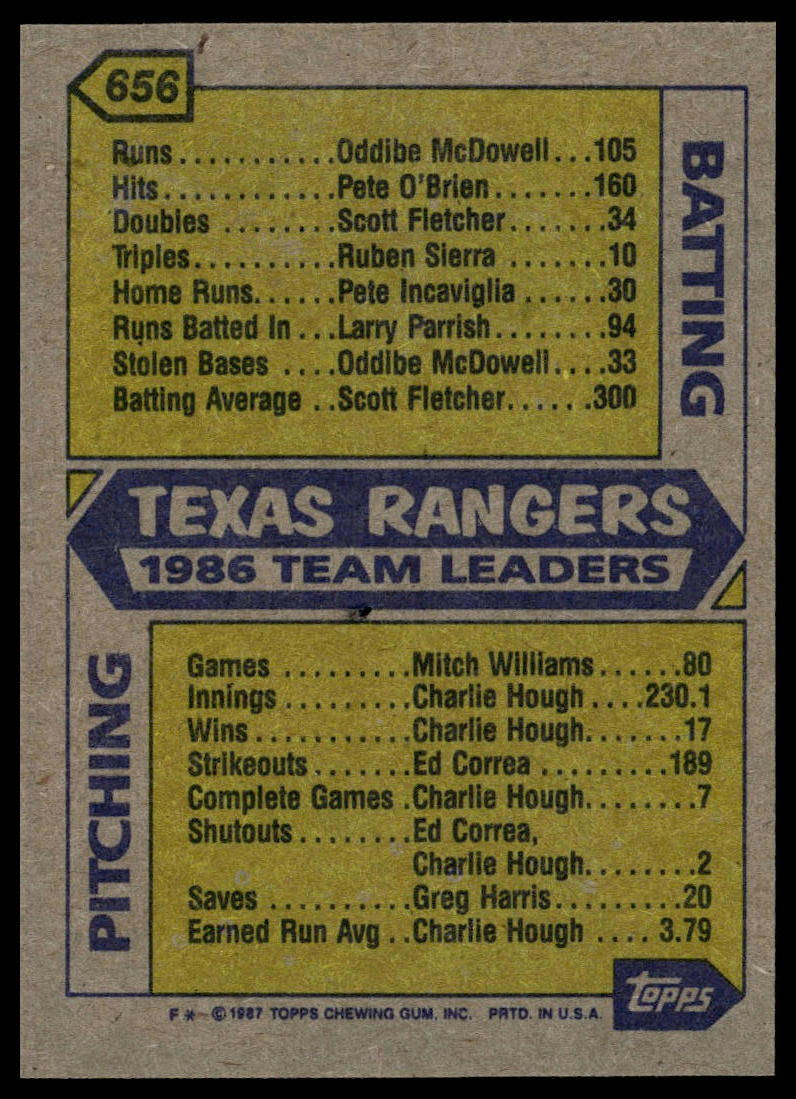 656
Runs............Oddibe McDowell...105
Hits.............Pete O'Brien.......160
Doubles ........Scott Fletcher.......34
Triples..........Ruben Sierra .......10
Home Runs......Pete Incaviglia ......30
Runs Batted In ...Larry Parrish........94
Stolen Bases ....Oddibe McDowell....33
Batting Average ..Scott Fletcher......300
BATTING
TEXAS RANGERS
1986 TEAM LEADERS
PITCHING
Games .........Mitch Williams......80
Innings.........Charlie Hough ....230.1
Wins...........Charlie Hough.......17
Strikeouts.......Ed Correa .........189
Complete Games .Charlie Hough........7
Shutouts........Ed Correa,
Charlie Hough........2
Saves ..........Greg Harris.........20
Earned Run Avg ..Charlie Hough .... 3.79
topps
F* ©1987 TOPPS CHEWING GUM, INC. PRTD. IN U.S.A.